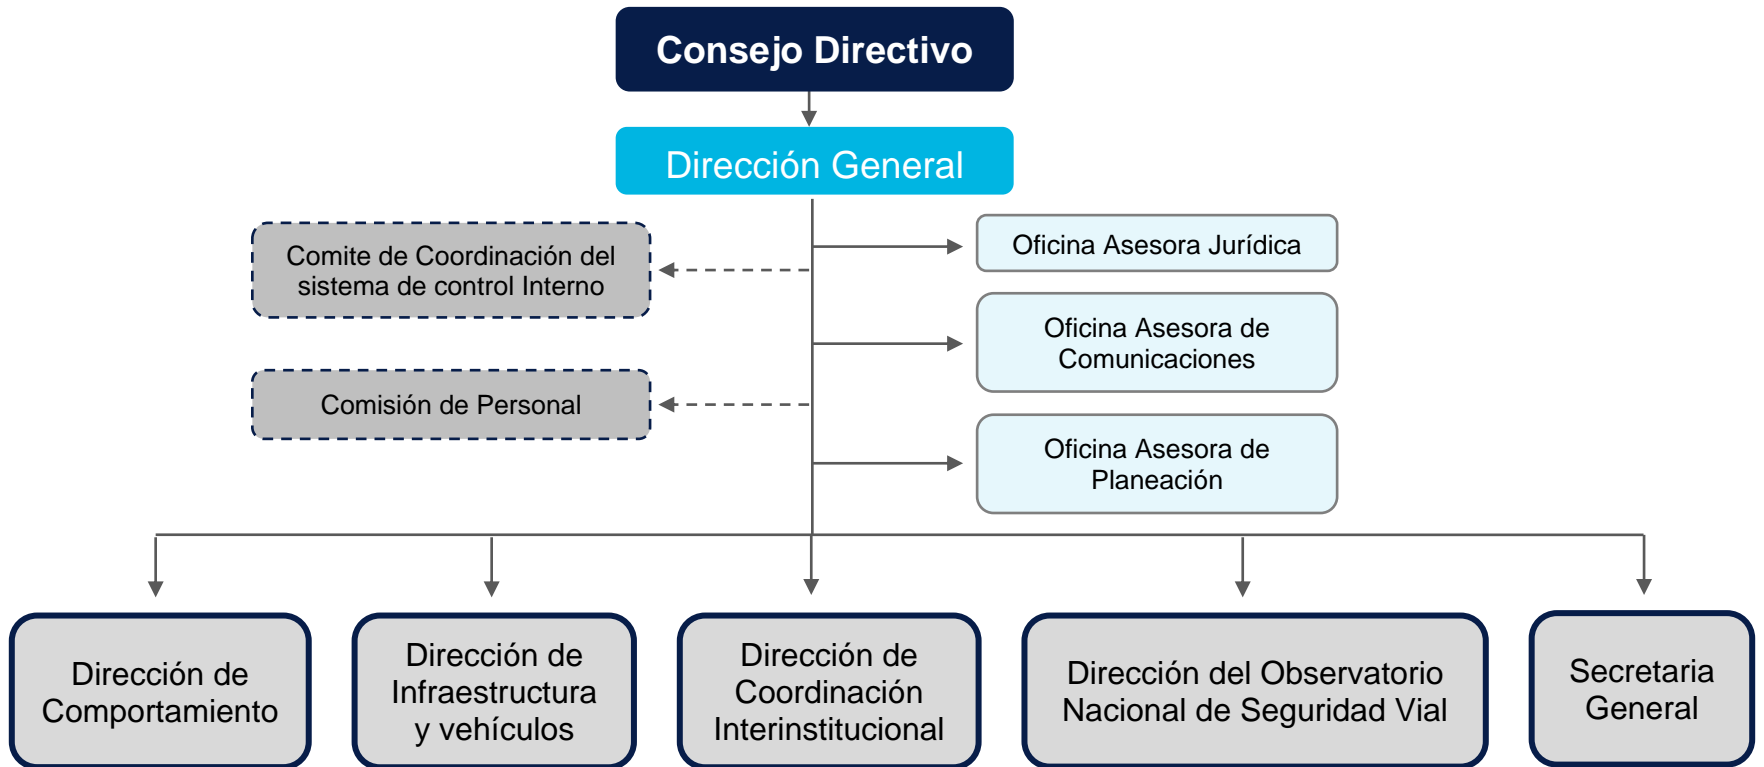 Consejo Directivo
Dirección General
Comite de Coordinación del
sistema de control Interno
Oficina Asesora Jurídica
Oficina Asesora de
Comunicaciones
Comisión de Personal
Oficina Asesora de
Planeación
Dirección de
Comportamiento
Dirección de
Infraestructura
y vehículos
Dirección de
Coordinación
Interinstitucional
Dirección del Observatorio
Nacional de Seguridad Vial
Secretaria
General